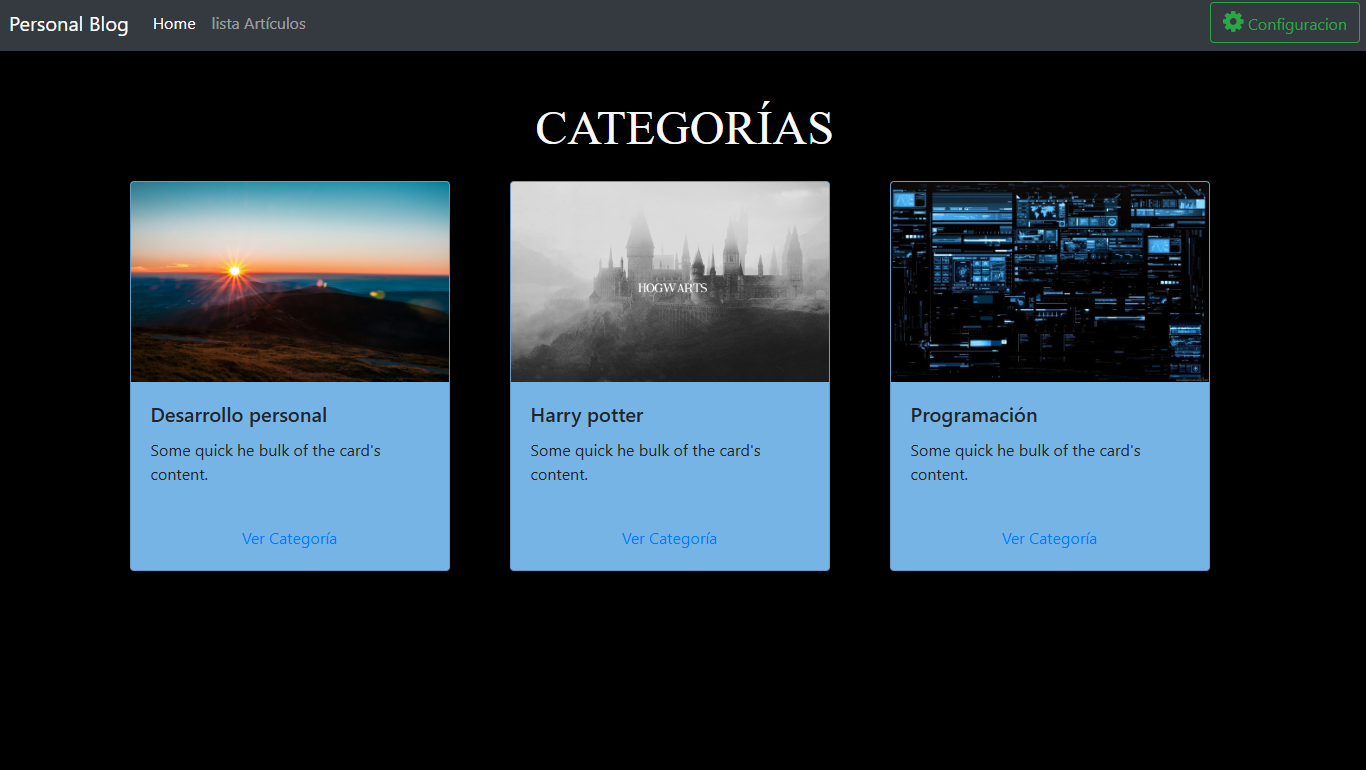 Personal Blog Home lista Artículos Configuracion
CATEGORÍAS
HOGWARTS
Desarrollo personal
Some quick he bulk of the card's
content.
Ver Categoría
Harry potter
Some quick he bulk of the card's
content.
Ver Categoría
Programación
Some quick he bulk of the card's
content.
Ver Categoría